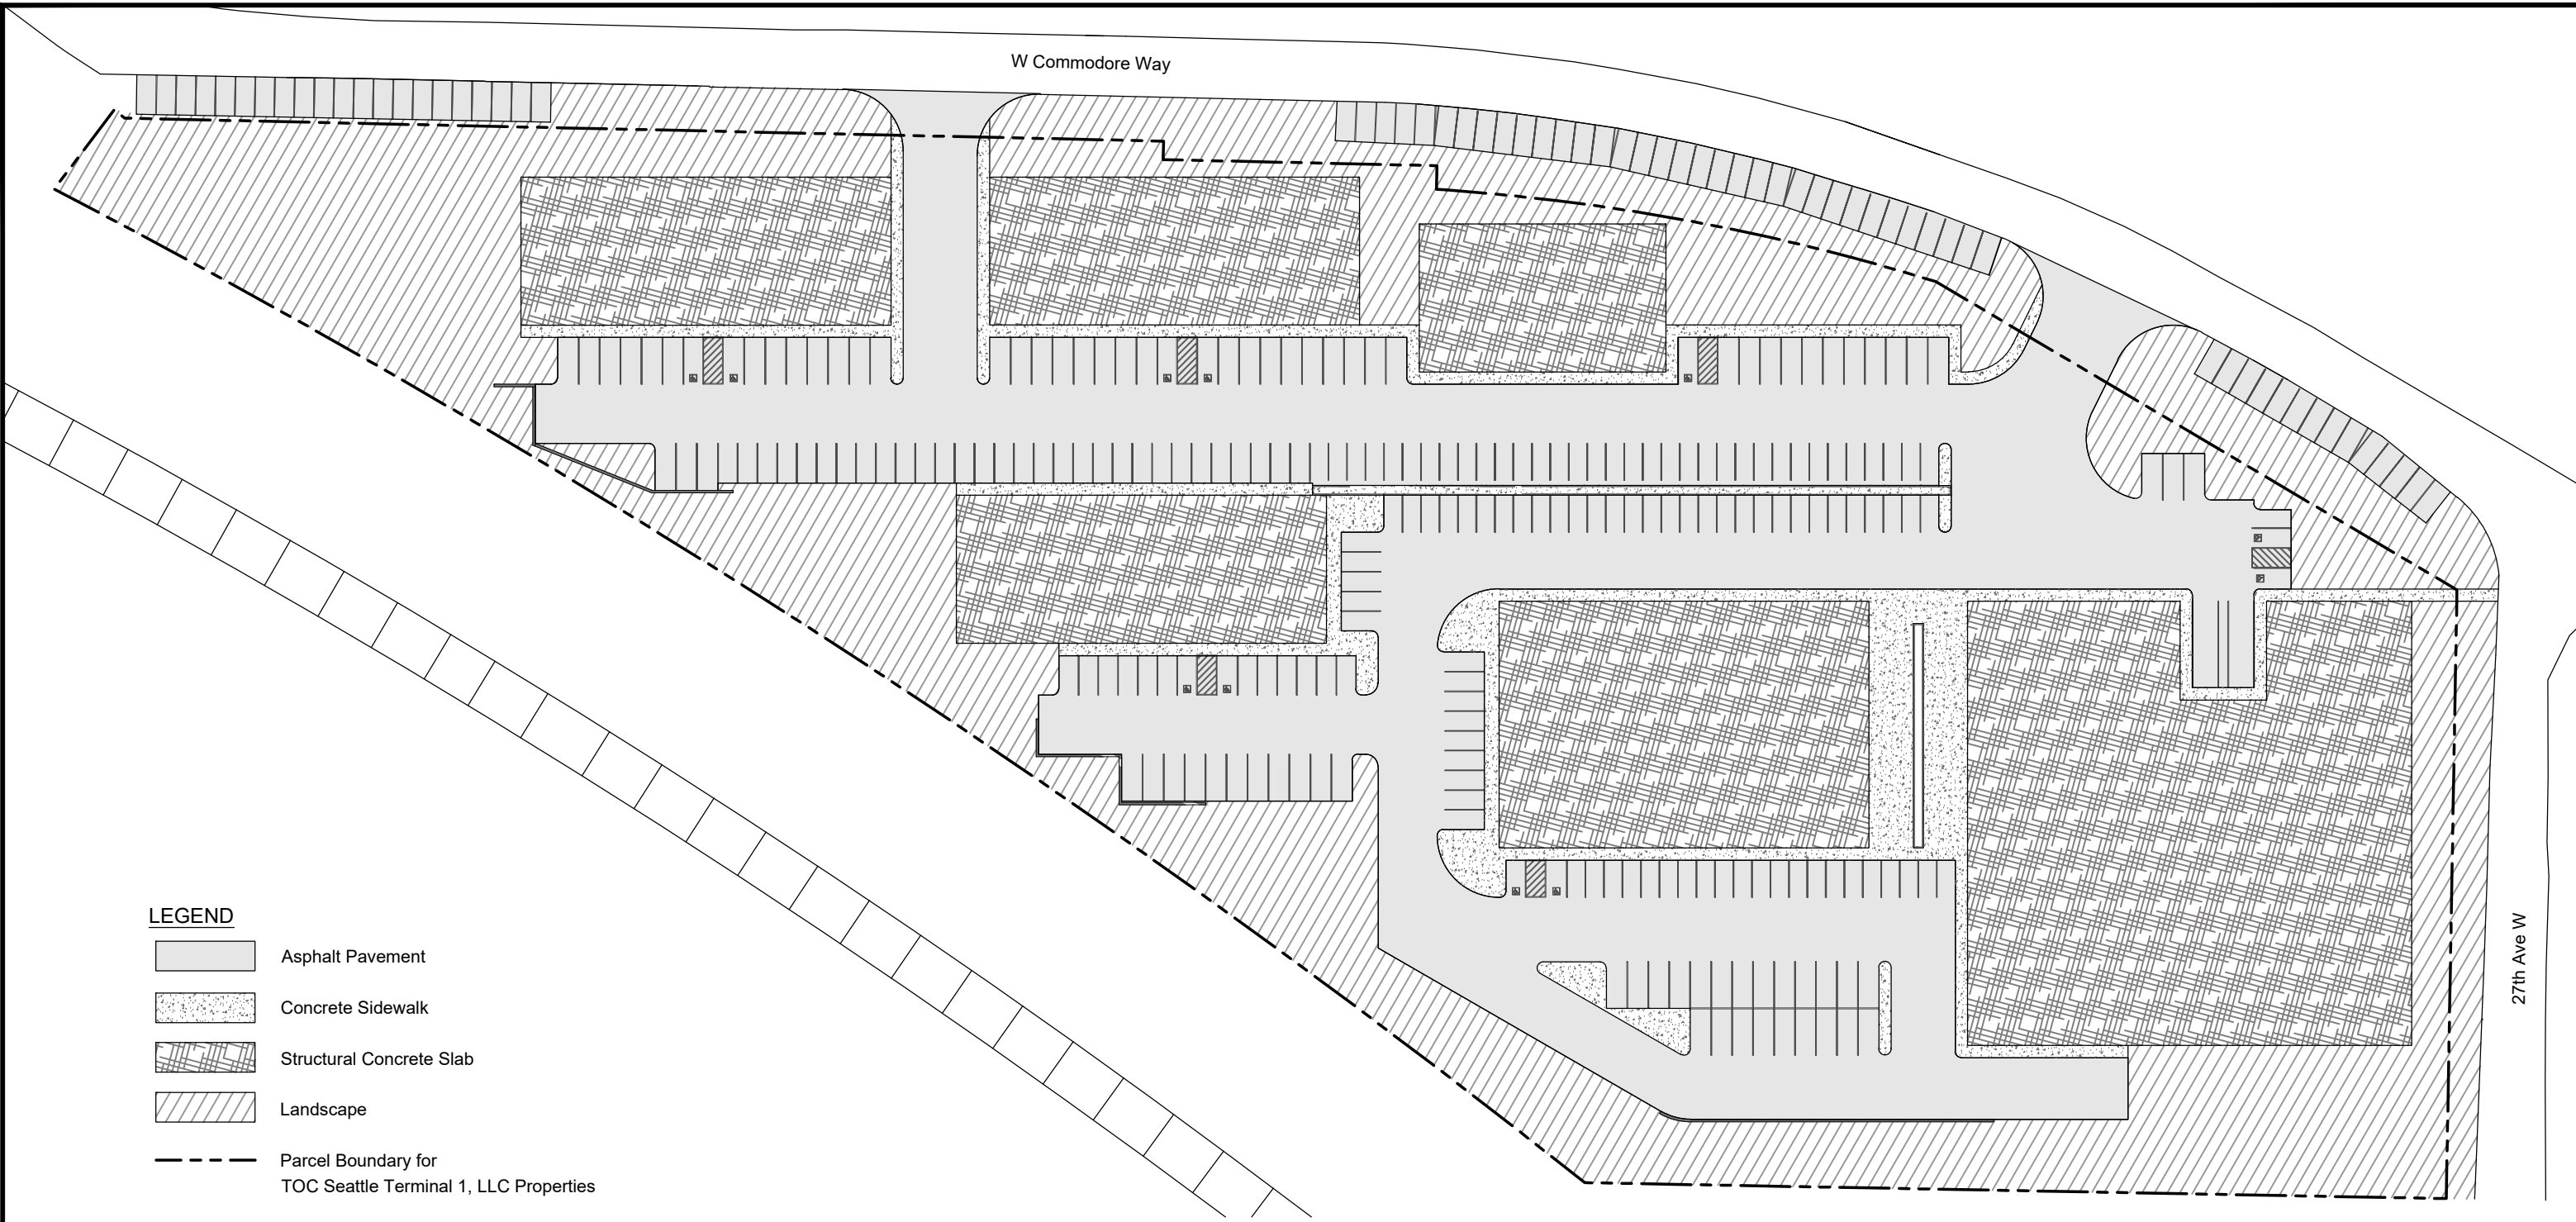 W Commodore Way
27th Ave W
LEGEND
Asphalt Pavement
Concrete Sidewalk
Structural Concrete Slab
Landscape
Parcel Boundary for
TOC Seattle Terminal 1, LLC Properties